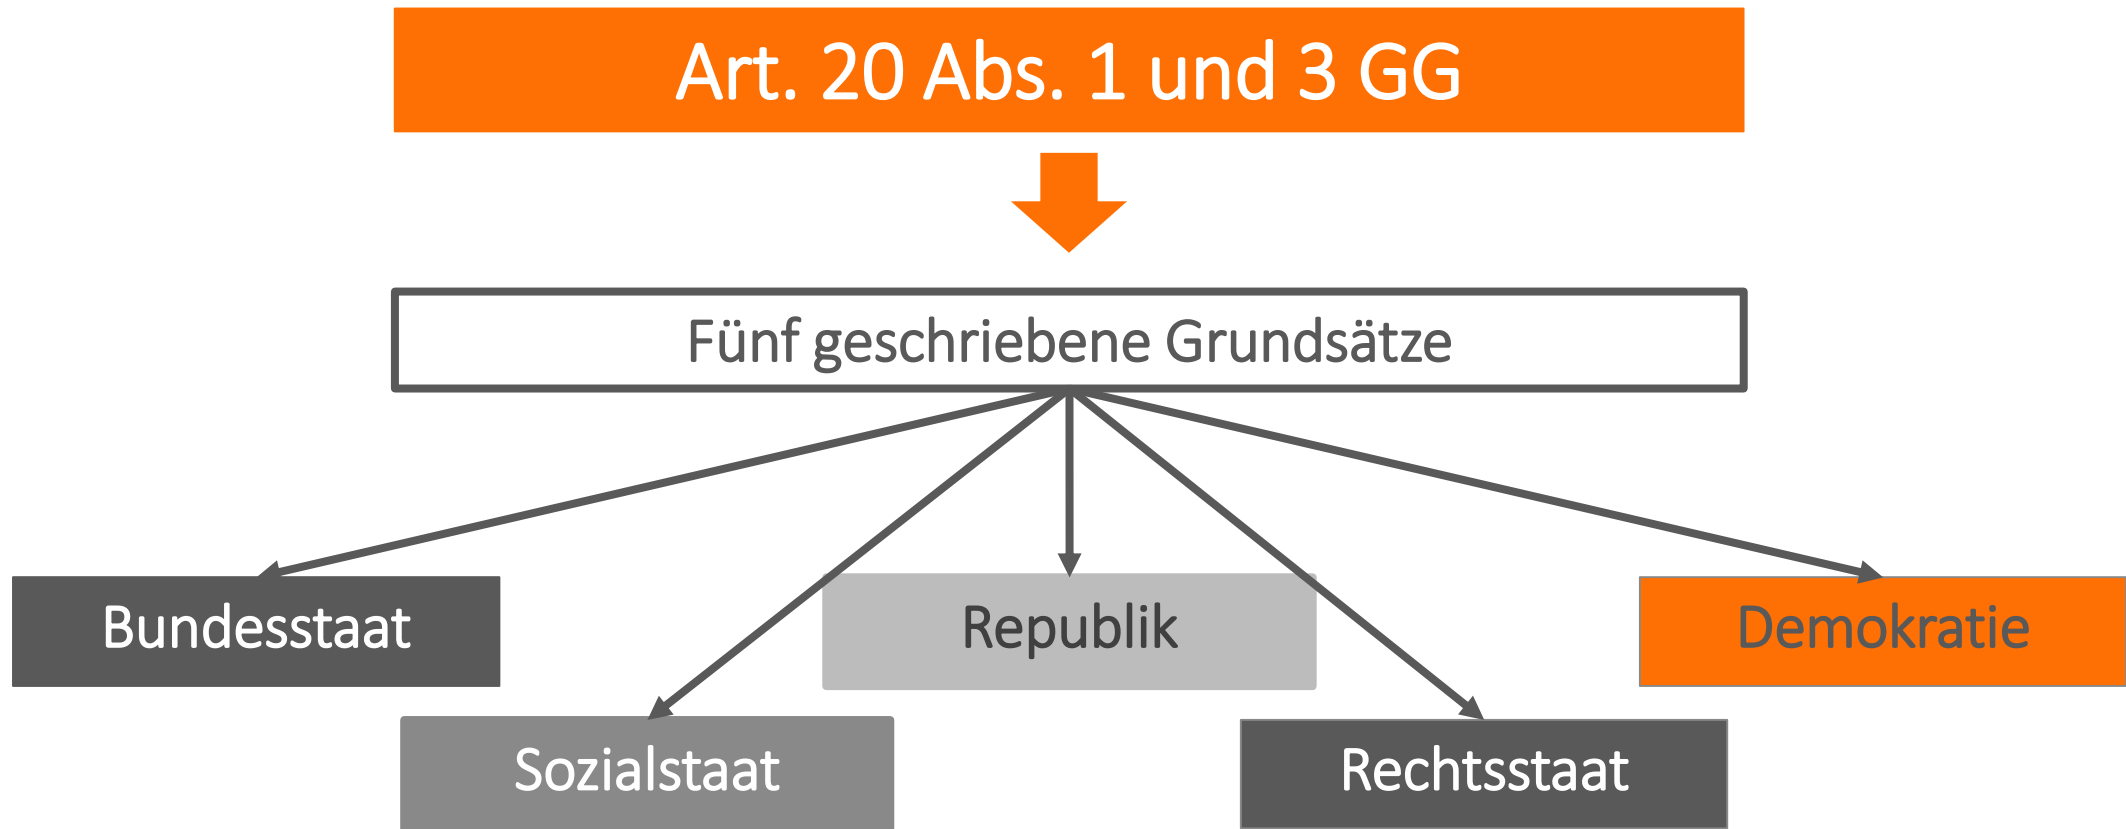 Art. 20 Abs. 1 und 3 GG
Fünf geschriebene Grundsätze
Bundesstaat
Republik
Demokratie
Sozialstaat
Rechtsstaat